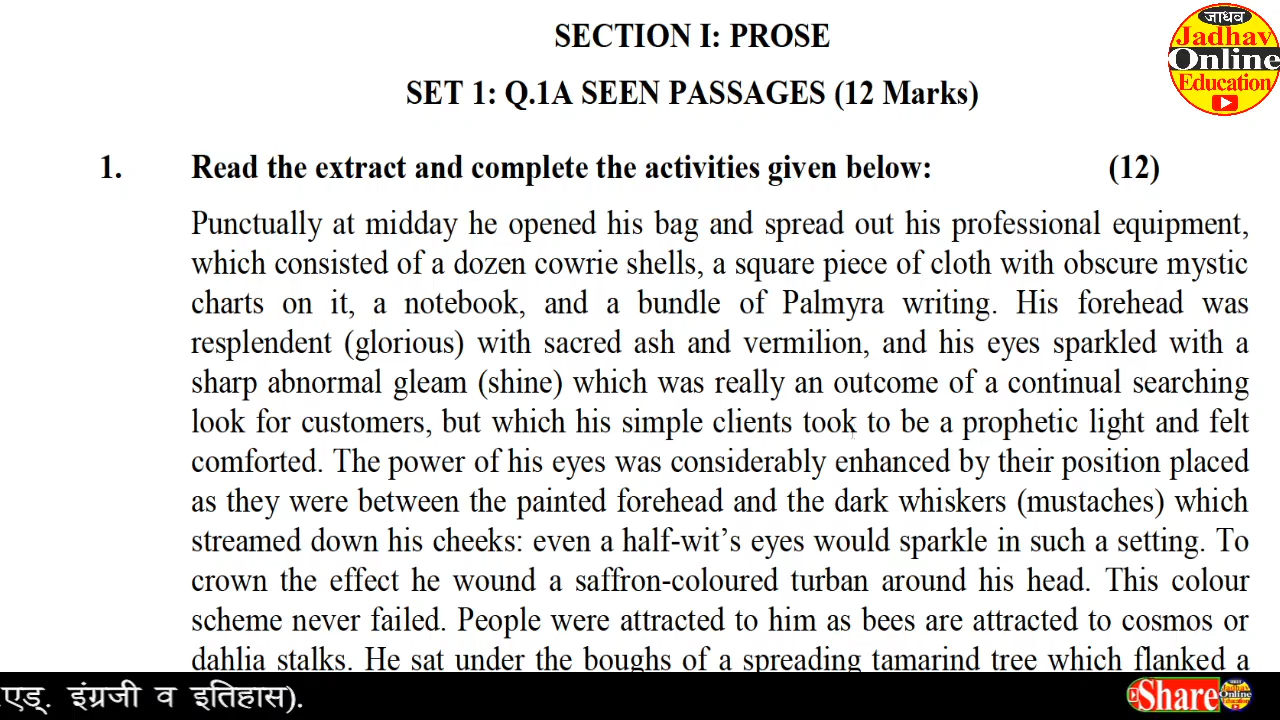 SECTION I: PROSE
जाधव
Jadhav
Online
Education
SET 1: Q.1A SEEN PASSAGES (12 Marks)
1. Read the extract and complete the activities given below: (12)
Punctually at midday he opened his bag and spread out his professional equipment,
which consisted of a dozen cowrie shells, a square piece of cloth with obscure mystic
charts on it, a notebook, and a bundle of Palmyra writing. His forehead was
resplendent (glorious) with sacred ash and vermilion, and his eyes sparkled with a
sharp abnormal gleam (shine) which was really an outcome of a continual searching
look for customers, but which his simple clients took to be a prophetic light and felt
comforted. The power of his eyes was considerably enhanced by their position placed
as they were between the painted forehead and the dark whiskers (mustaches) which
streamed down his cheeks: even a half-wit’s eyes would sparkle in such a setting. To
crown the effect he wound a saffron-coloured turban around his head. This colour
scheme never failed. People were attracted to him as bees are attracted to cosmos or
dahlia stalks. He sat under the boughs of a spreading tamarind tree which flanked a
एड्. इंग्रजी व इतिहास).
Share
Jadhav
Online
Education